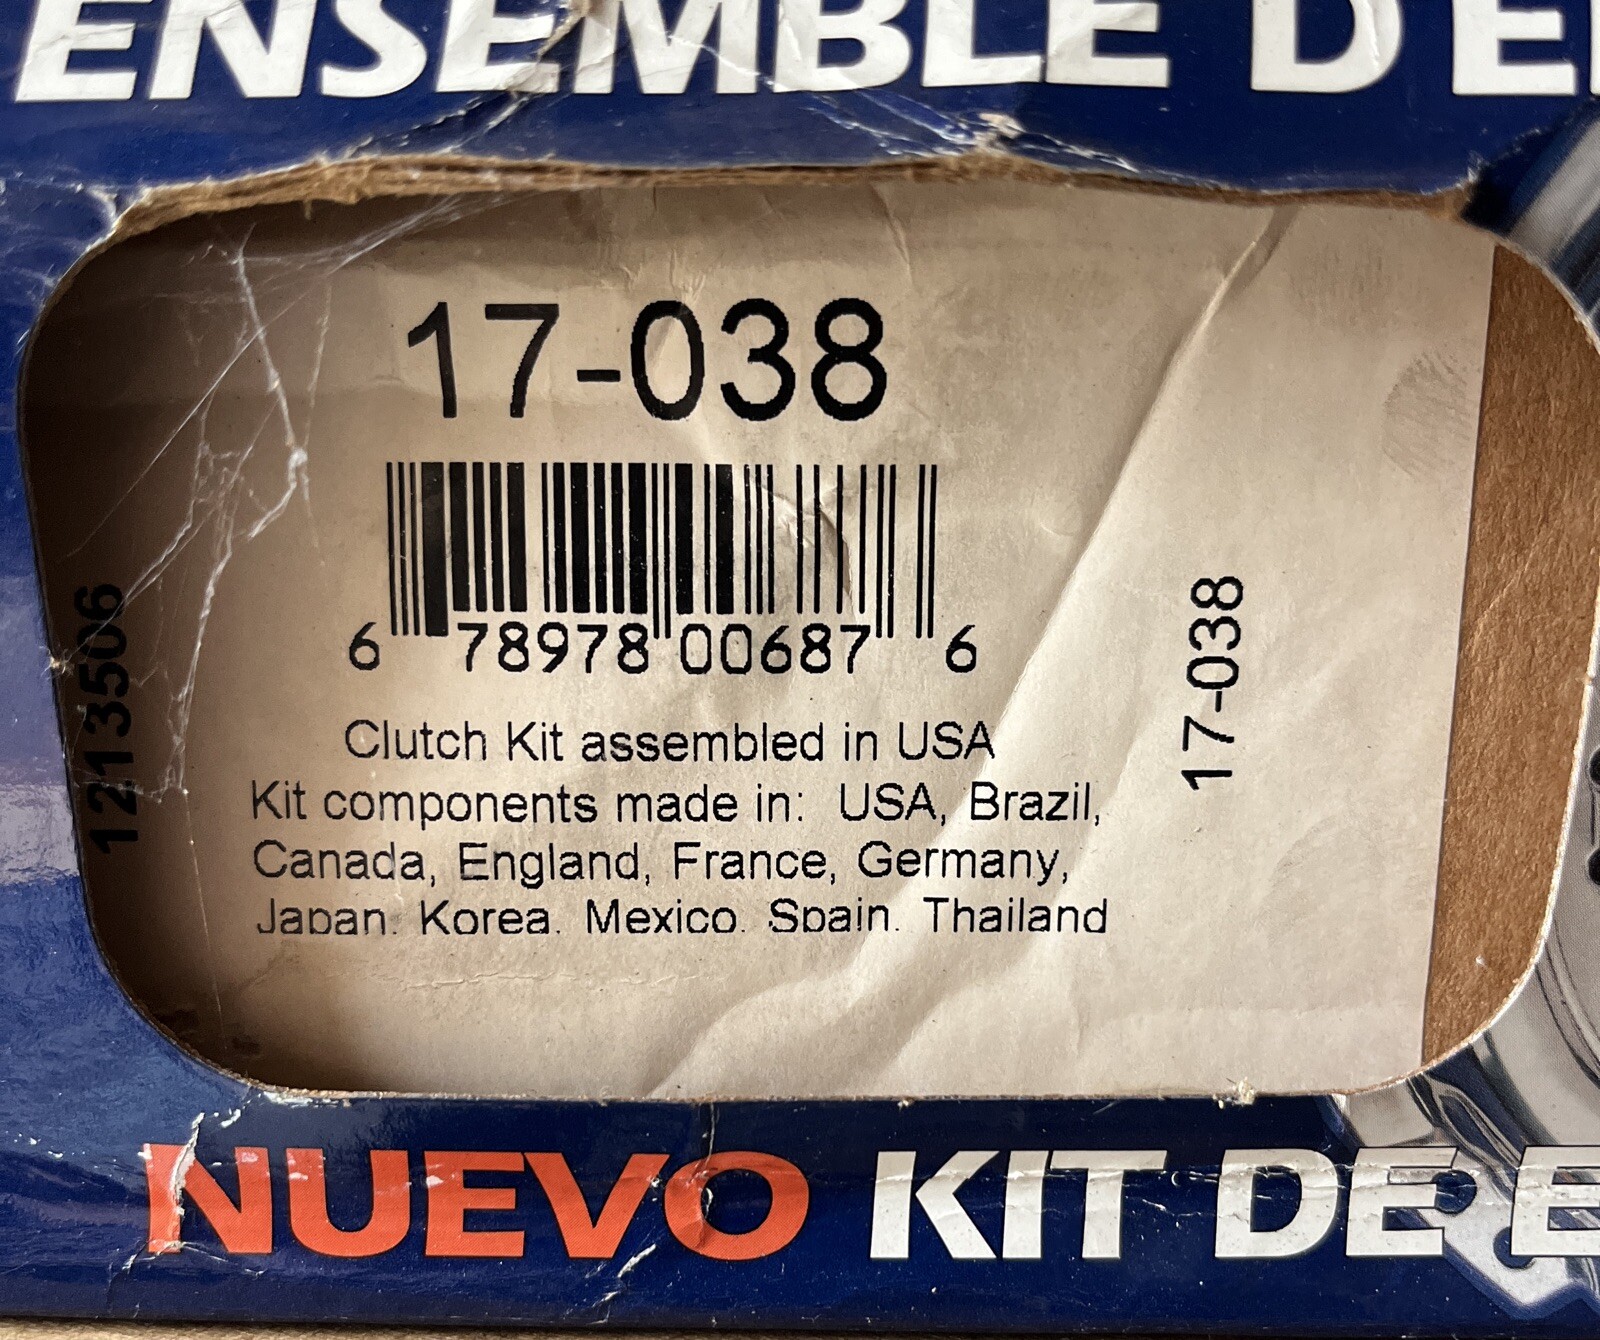 ENSEMBLE D'E
17-038
6 78978 00687 6
Clutch Kit assembled in USA
Kit components made in: USA, Brazil,
Canada, England, France, Germany,
Japan, Korea, Mexico, Spain, Thailand
1213506
17-038
NUEVO KIT DE E